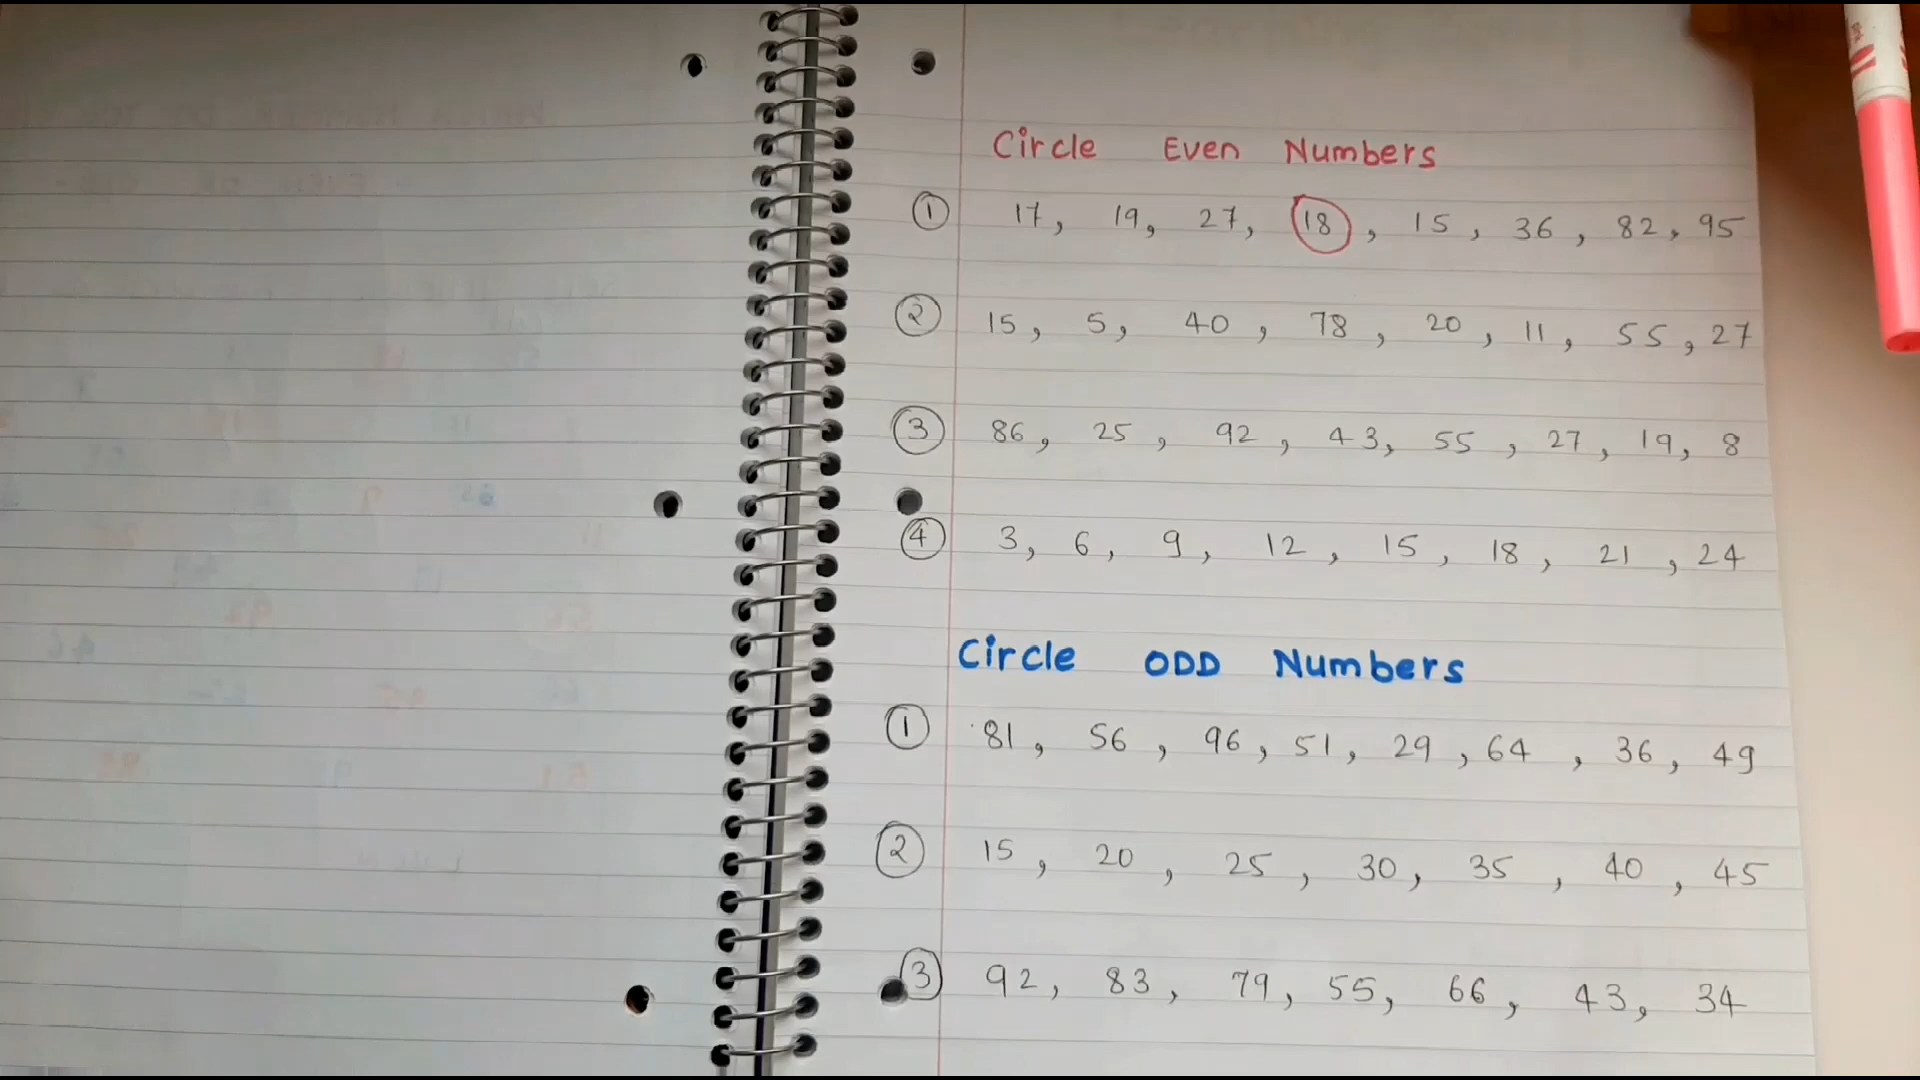 Circle Even Numbers
① 17, 19, 27, 18, 15, 36, 82, 95
② 15, 5, 40, 78, 20, 11, 55, 27
③ 86, 25, 92, 43, 55, 27, 19, 8
④ 3, 6, 9, 12, 15, 18, 21, 24
Circle ODD Numbers
① 81, 56, 96, 51, 29, 64, 36, 49
② 15, 20, 25, 30, 35, 40, 45
③ 92, 83, 79, 55, 66, 43, 34